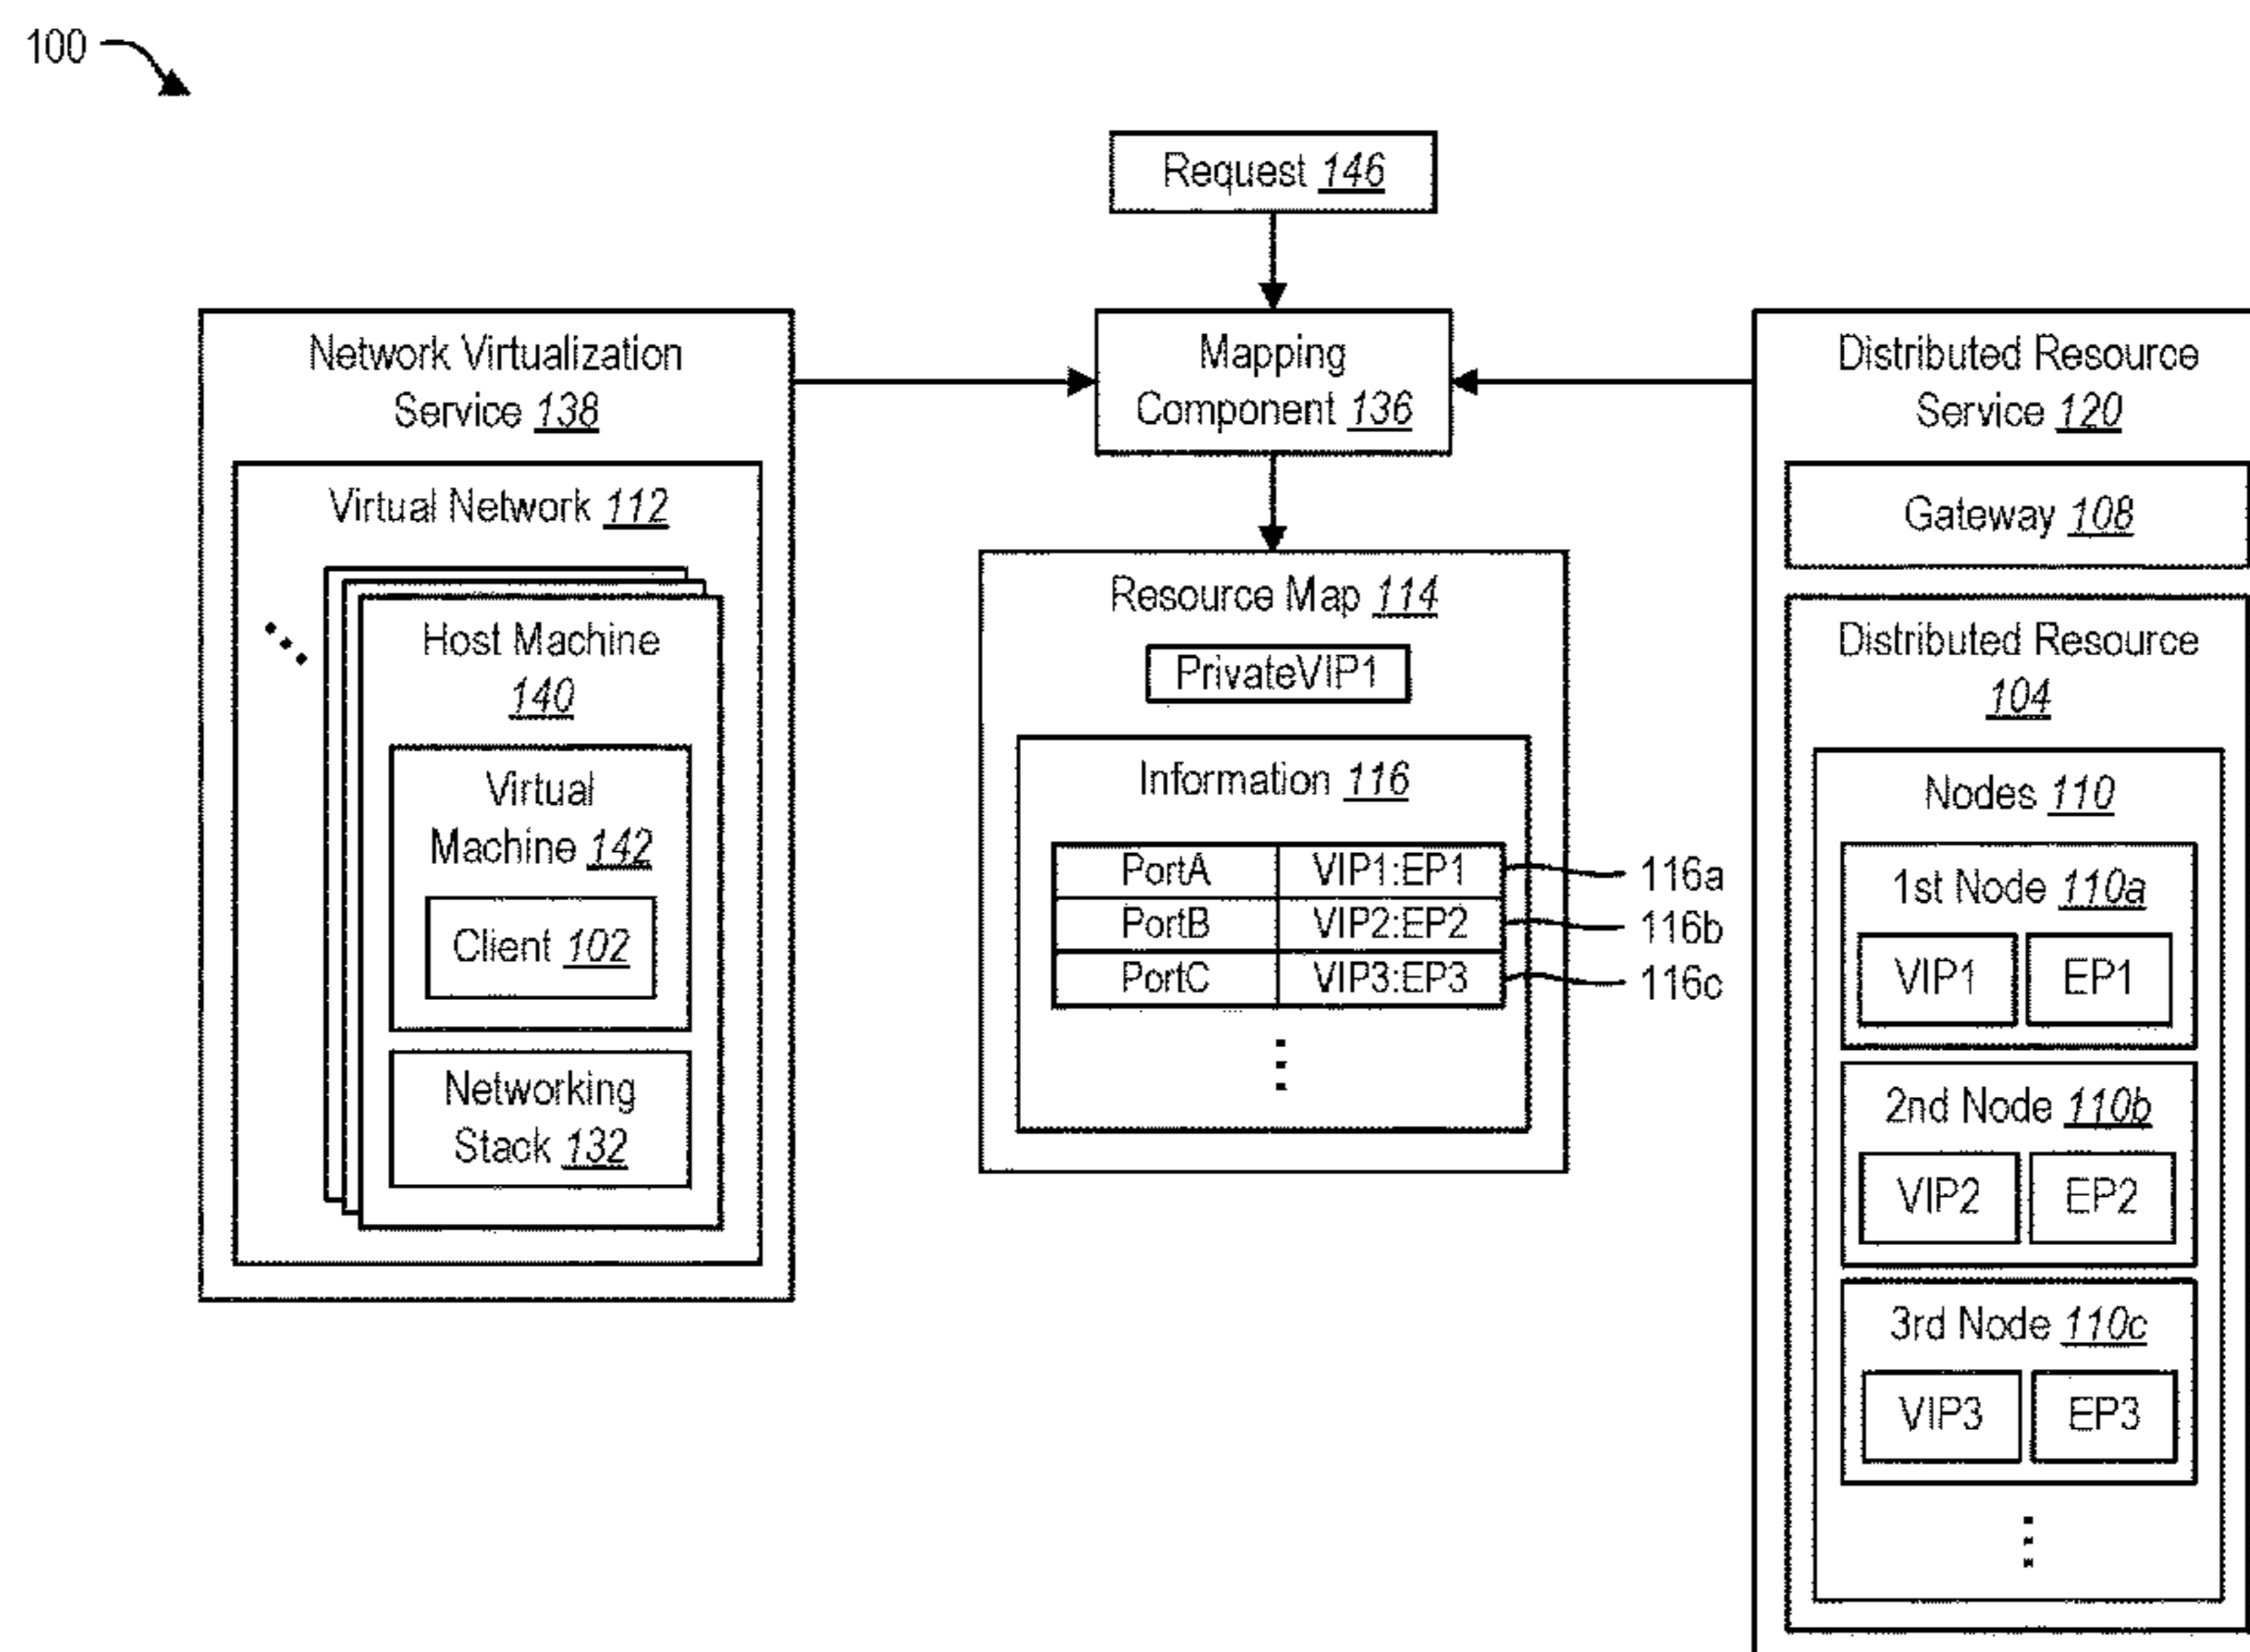 100
Request 146
Network Virtualization
Service 138
Virtual Network 112
Host Machine
140
Virtual
Machine 142
Client 102
Networking
Stack 132
Mapping
Component 136
Resource Map 114
PrivateVIP1
Information 116
PortA VIP1:EP1 116a
PortB VIP2:EP2 116b
PortC VIP3:EP3 116c
Distributed Resource
Service 120
Gateway 108
Distributed Resource
104
Nodes 110
1st Node 110a
VIP1 EP1
2nd Node 110b
VIP2 EP2
3rd Node 110c
VIP3 EP3